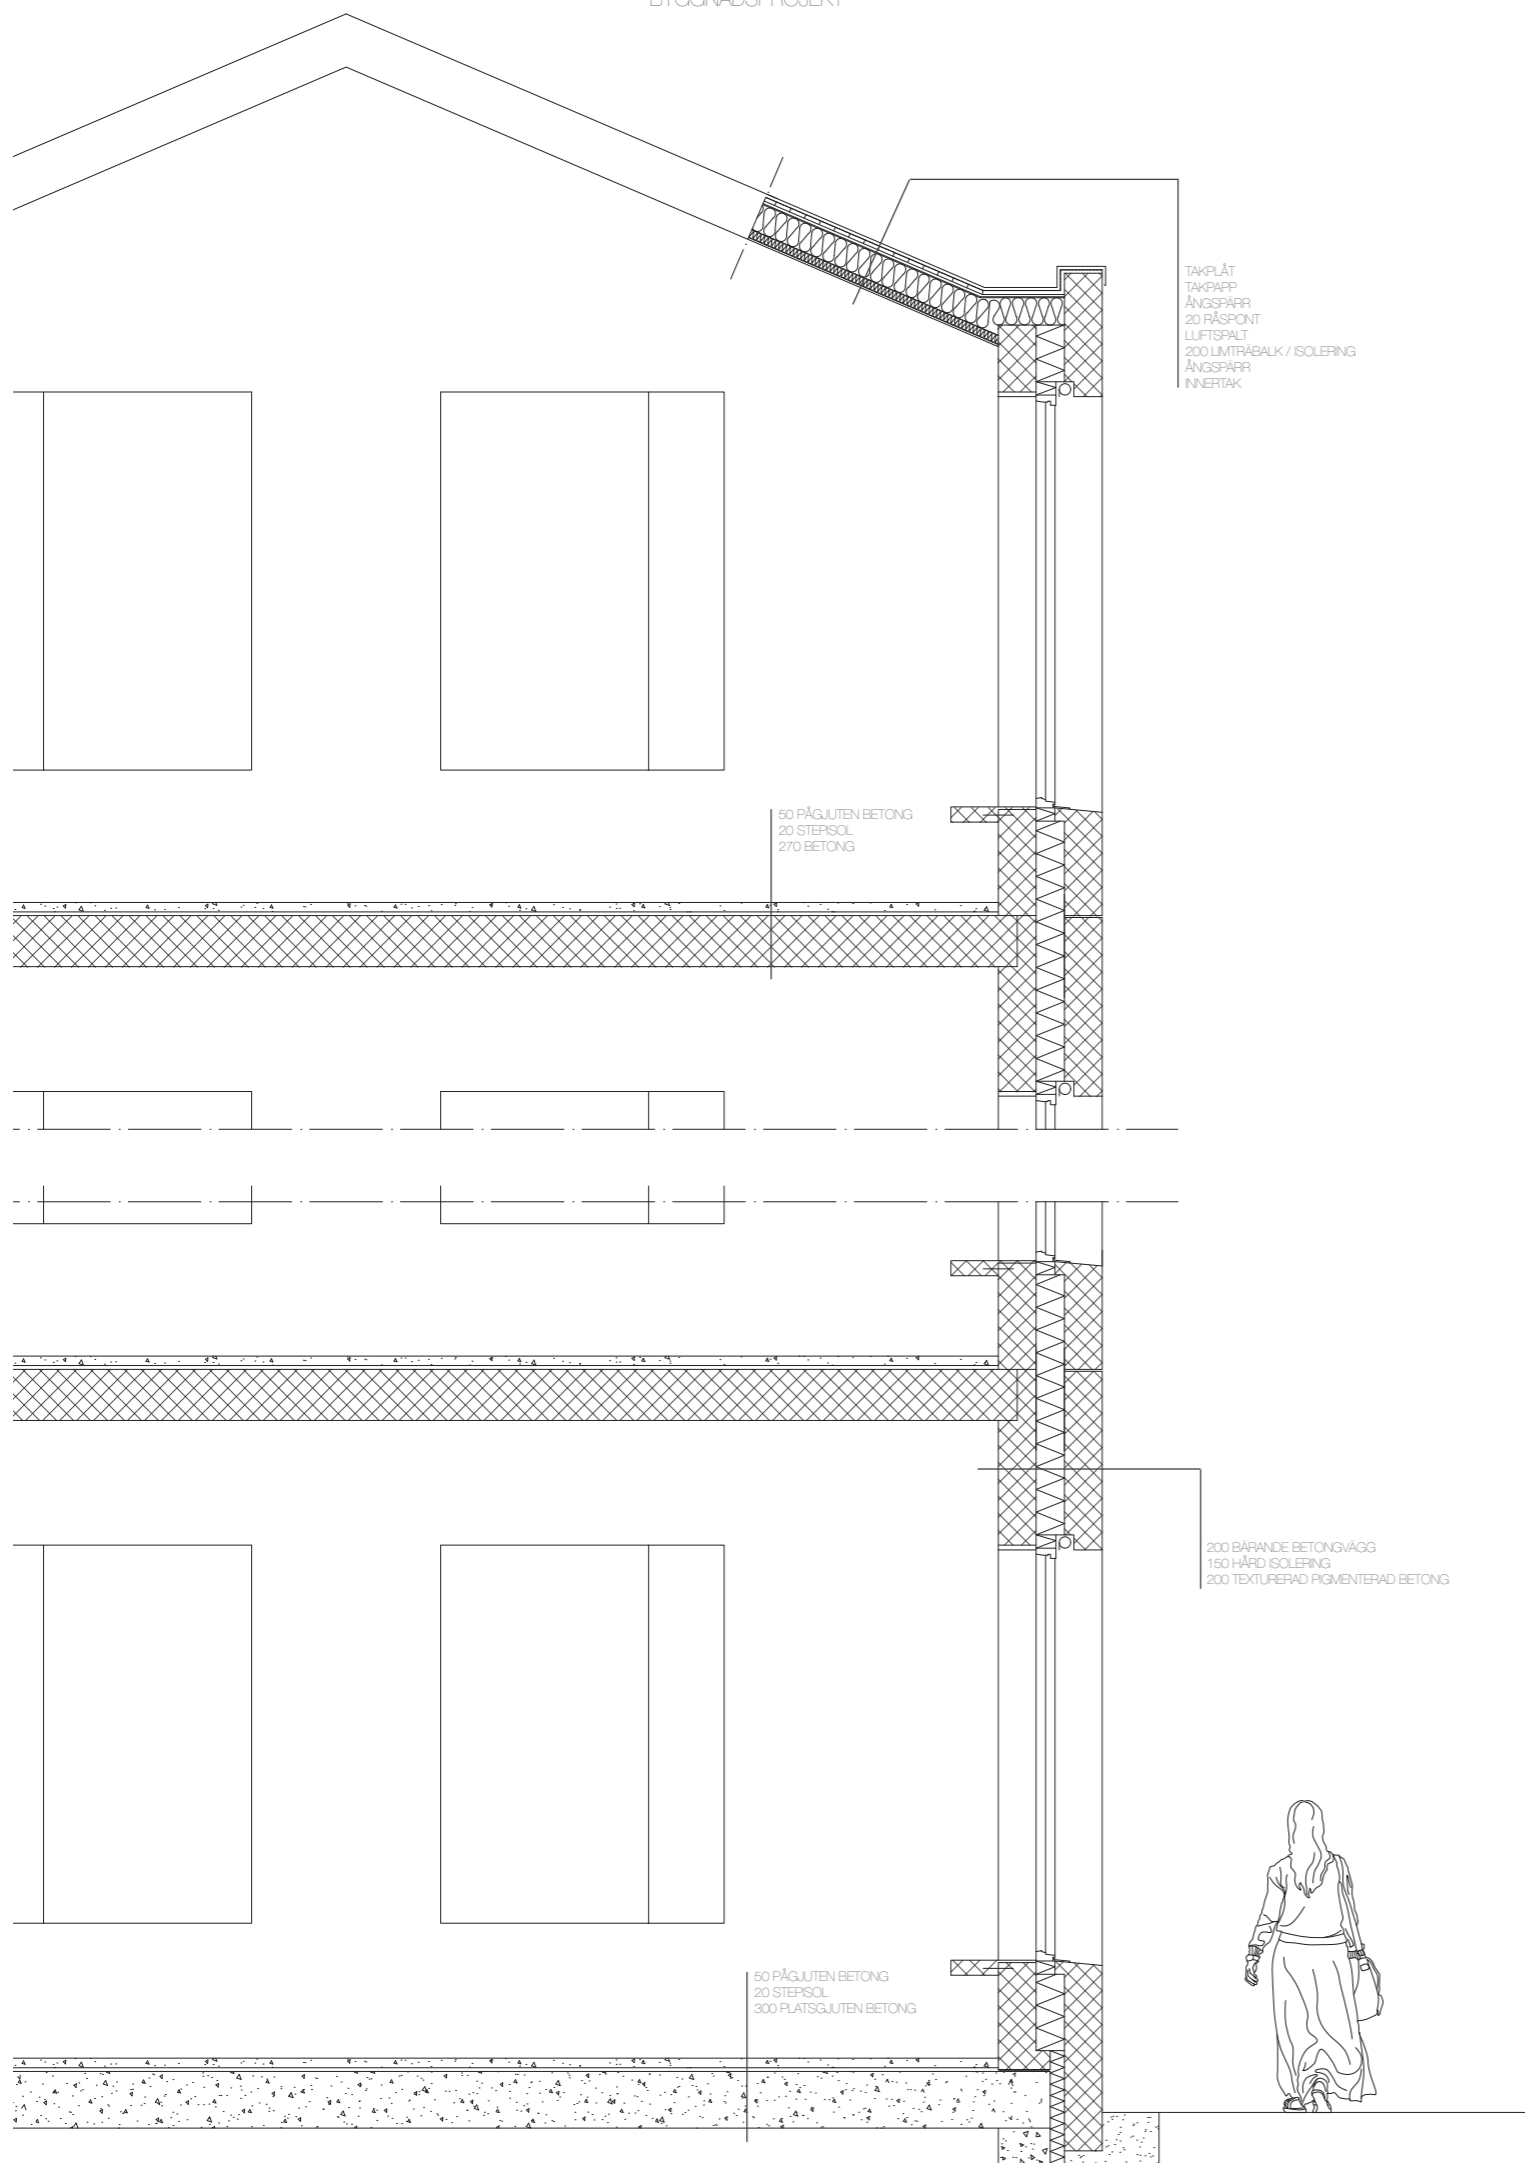 BYGGNADSPROJEKT
TAKPLÅT
TAKPAPP
ÅNGSPÄRR
20 RÅSPONT
LUFTSPALT
200 LIMTRÄBALK / ISOLERING
ÅNGSPÄRR
INNERTAK
50 PÅGJUTEN BETONG
20 STEPISOL
270 BETONG
200 BÄRANDE BETONGVÄGG
150 HÅRD ISOLERING
200 TEXTURERAD PIGMENTERAD BETONG
50 PÅGJUTEN BETONG
20 STEPISOL
300 PLATSGJUTEN BETONG